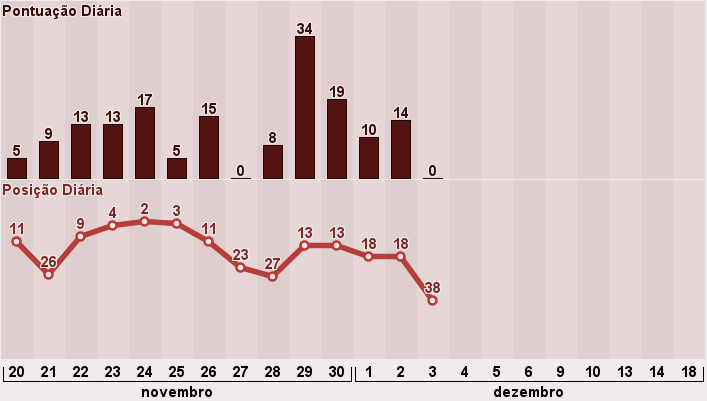 Pontuação Diária
5 9 13 13 17 5 15 0 8 34 19 10 14 0
Posição Diária
11 26 9 4 2 3 11 23 27 13 13 18 18 38
20 21 22 23 24 25 26 27 28 29 30 1 2 3 4 5 6 9 10 13 14 18
novembro dezembro